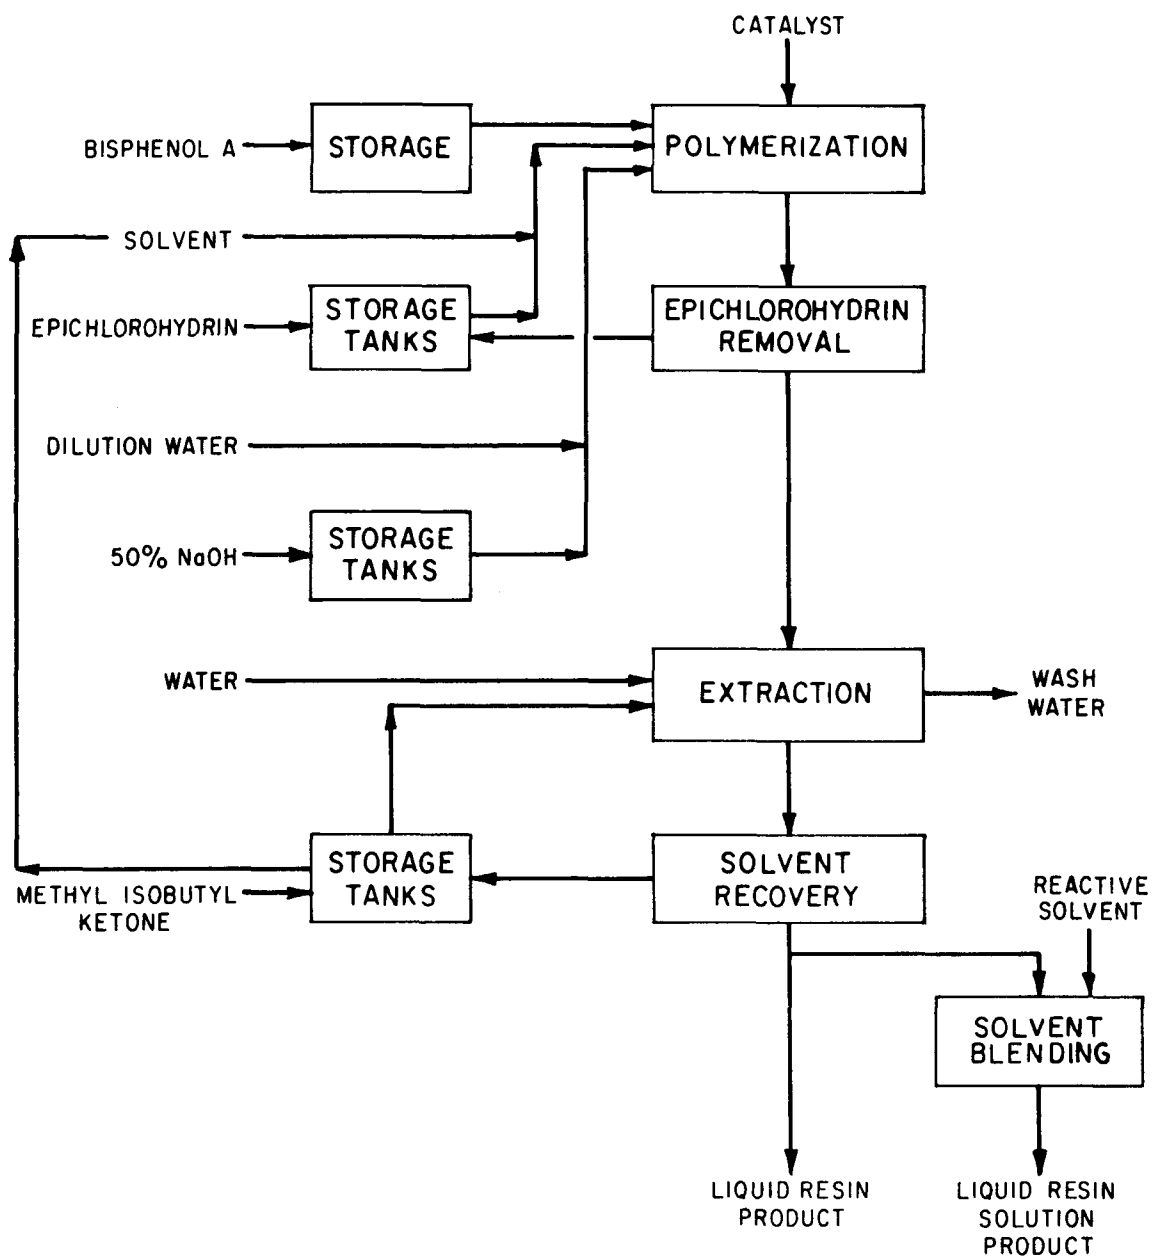 CATALYST
BISPHENOL A
STORAGE
POLYMERIZATION
SOLVENT
EPICHLOROHYDRIN
STORAGE
TANKS
EPICHLOROHYDRIN
REMOVAL
DILUTION WATER
50% NaOH
STORAGE
TANKS
WATER
EXTRACTION
WASH
WATER
METHYL ISOBUTYL
KETONE
STORAGE
TANKS
SOLVENT
RECOVERY
REACTIVE
SOLVENT
SOLVENT
BLENDING
LIQUID RESIN
PRODUCT
LIQUID RESIN
SOLUTION
PRODUCT